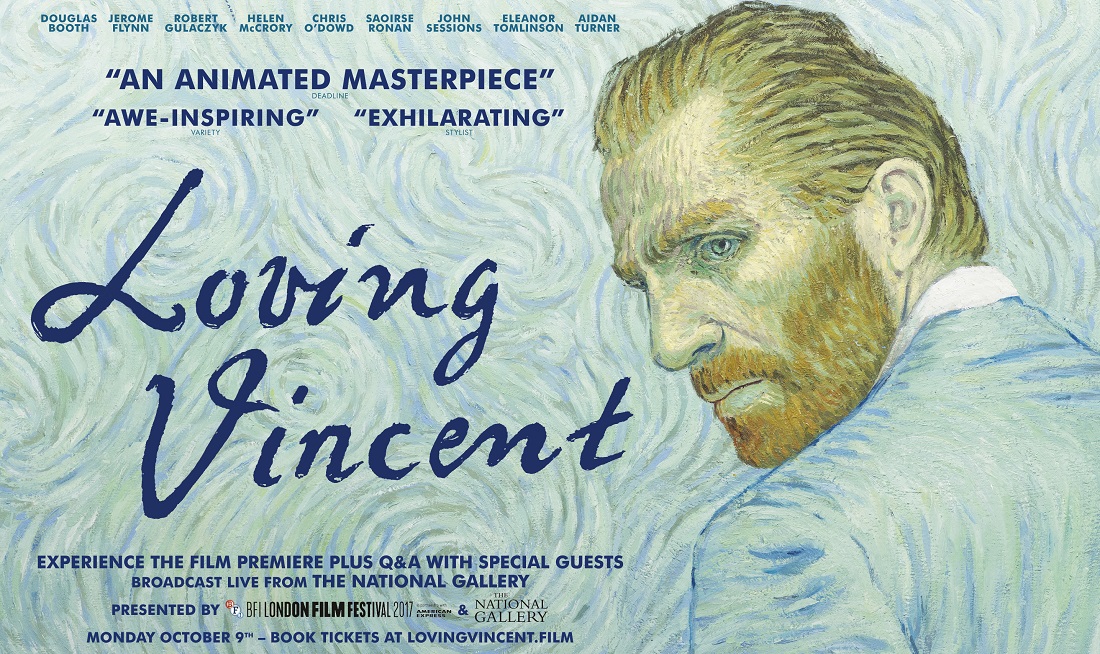 DOUGLAS BOOTH JEROME FLYNN ROBERT GULACZYK HELEN McCRORY CHRIS O'DOWD SAOIRSE RONAN JOHN SESSIONS ELEANOR TOMLINSON AIDAN TURNER
“AN ANIMATED MASTERPIECE”
DEADLINE
“AWE-INSPIRING” “EXHILARATING”
VARIETY STYLIST
Loving
Vincent
EXPERIENCE THE FILM PREMIERE PLUS Q&A WITH SPECIAL GUESTS
BROADCAST LIVE FROM THE NATIONAL GALLERY
PRESENTED BY BFI BFI LONDON FILM FESTIVAL 2017 AMERICAN EXPRESS & THE NATIONAL GALLERY
MONDAY OCTOBER 9TH – BOOK TICKETS AT LOVINGVINCENT.FILM